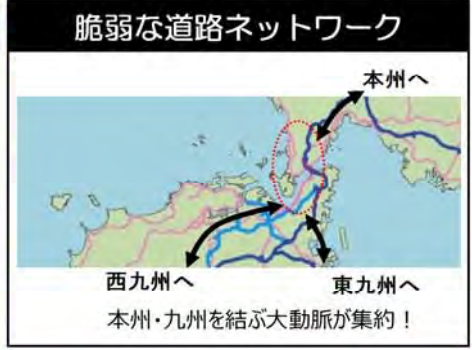 脆弱な道路ネットワーク
本州へ
西九州へ
東九州へ
本州・九州を結ぶ大動脈が集約！